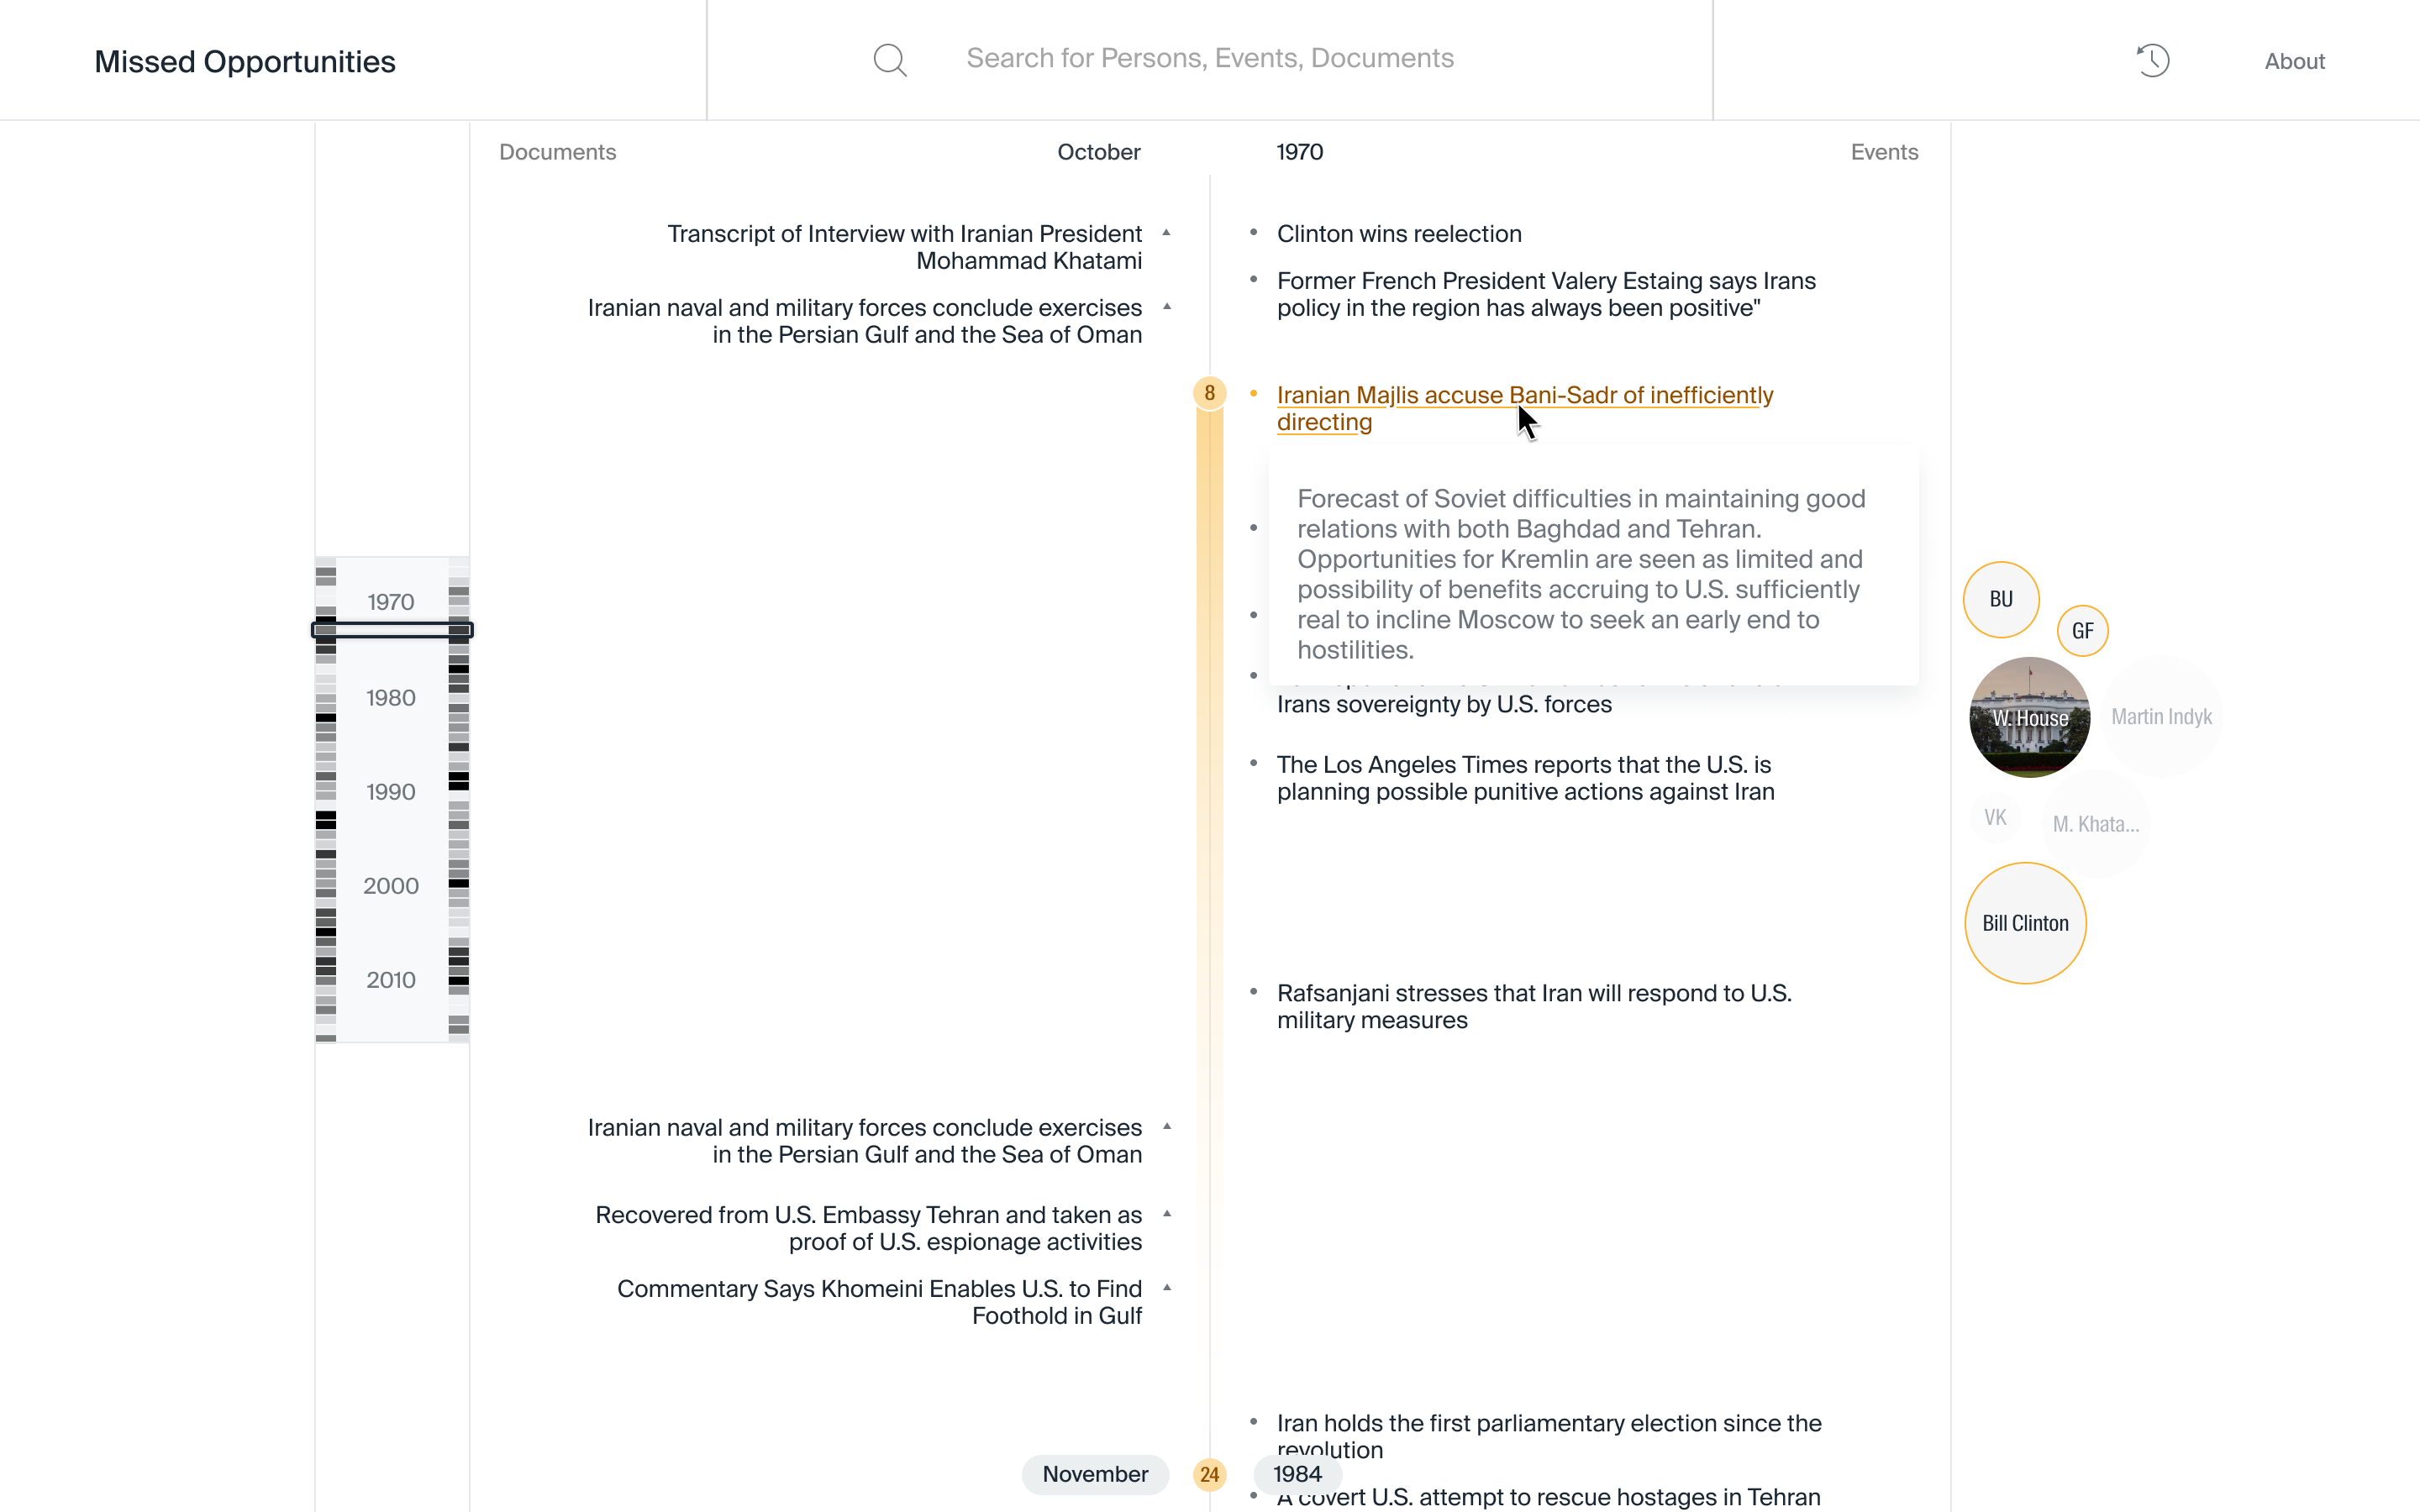 Missed Opportunities
Search for Persons, Events, Documents
About
Documents
October
1970
Events
Transcript of Interview with Iranian President
Mohammad Khatami
Iranian naval and military forces conclude exercises
in the Persian Gulf and the Sea of Oman
Clinton wins reelection
Former French President Valery Estaing says Irans
policy in the region has always been positive"
8
Iranian Majlis accuse Bani-Sadr of inefficiently
directing
Forecast of Soviet difficulties in maintaining good
relations with both Baghdad and Tehran.
Opportunities for Kremlin are seen as limited and
possibility of benefits accruing to U.S. sufficiently
real to incline Moscow to seek an early end to
hostilities.
Irans sovereignty by U.S. forces
The Los Angeles Times reports that the U.S. is
planning possible punitive actions against Iran
Rafsanjani stresses that Iran will respond to U.S.
military measures
1970
1980
1990
2000
2010
BU
GF
W. House
Martin Indyk
VK
M. Khata...
Bill Clinton
Iranian naval and military forces conclude exercises
in the Persian Gulf and the Sea of Oman
Recovered from U.S. Embassy Tehran and taken as
proof of U.S. espionage activities
Commentary Says Khomeini Enables U.S. to Find
Foothold in Gulf
Iran holds the first parliamentary election since the
revolution
November
24
1984
A covert U.S. attempt to rescue hostages in Tehran